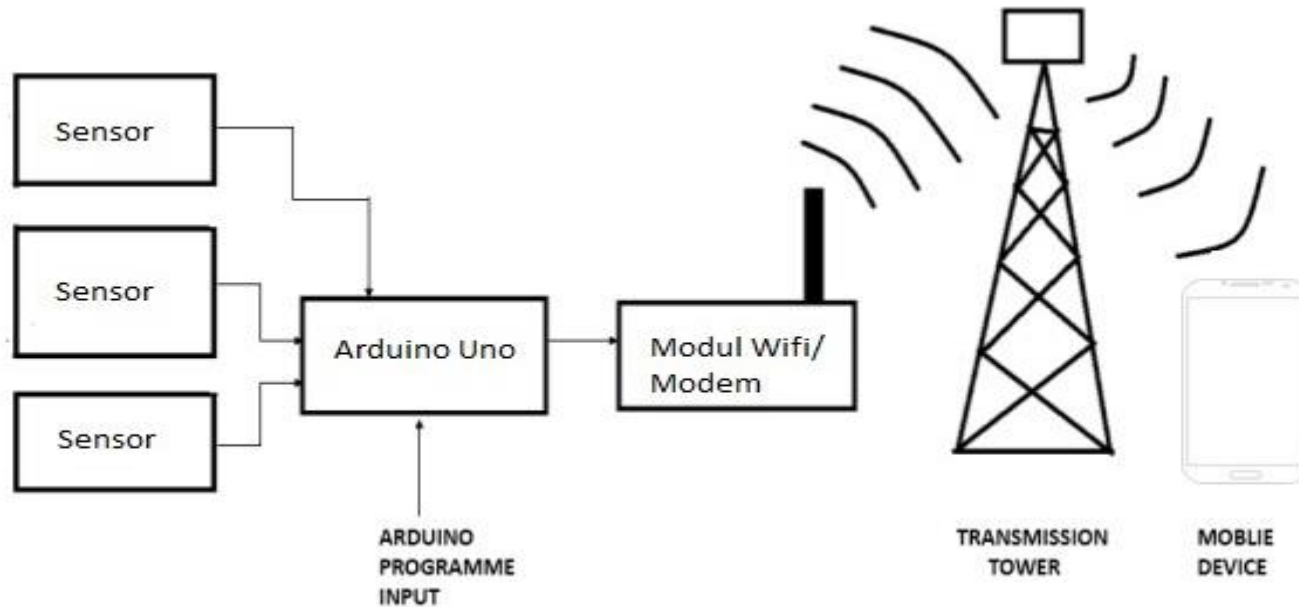 Sensor
Sensor
Sensor
Arduino Uno
Modul Wifi/
Modem
ARDUINO
PROGRAMME
INPUT
TRANSMISSION
TOWER
MOBLIE
DEVICE